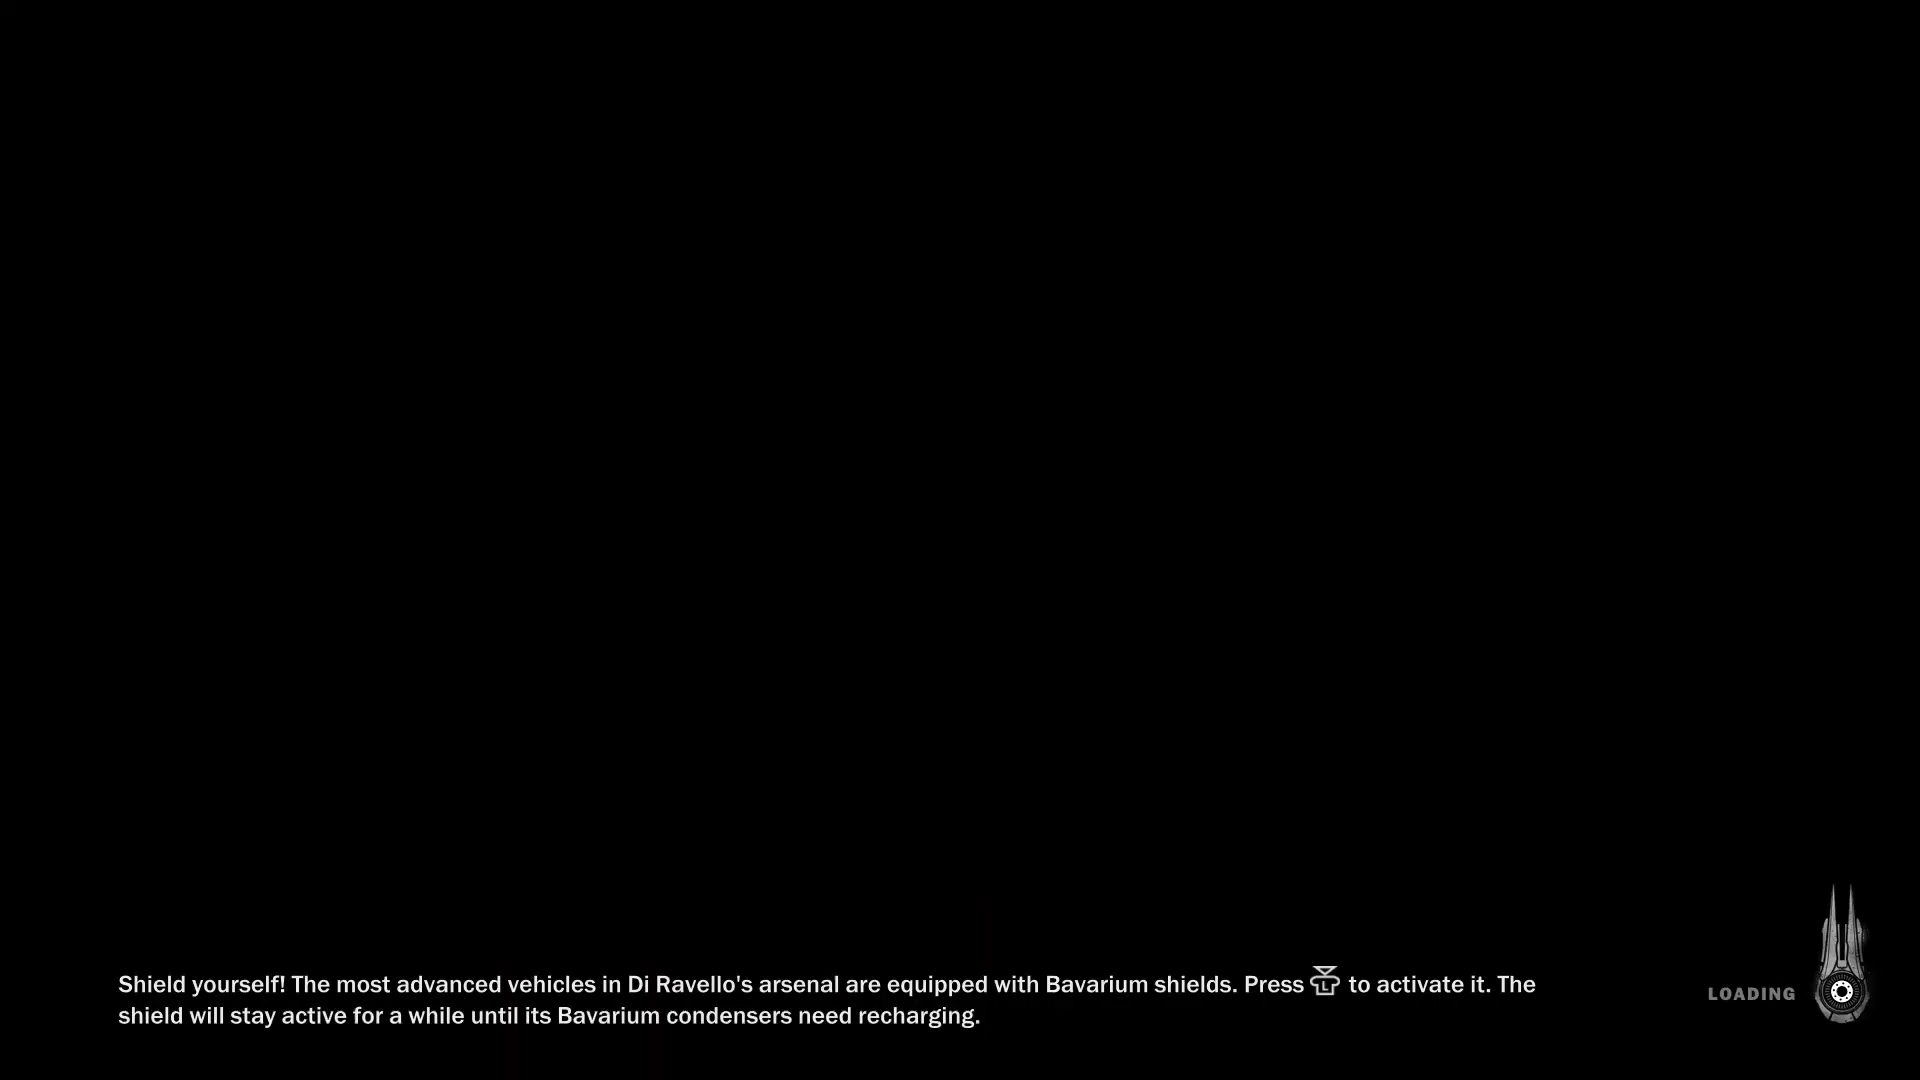 Shield yourself! The most advanced vehicles in Di Ravello's arsenal are equipped with Bavarium shields. Press L to activate it. The
shield will stay active for a while until its Bavarium condensers need recharging.
LOADING